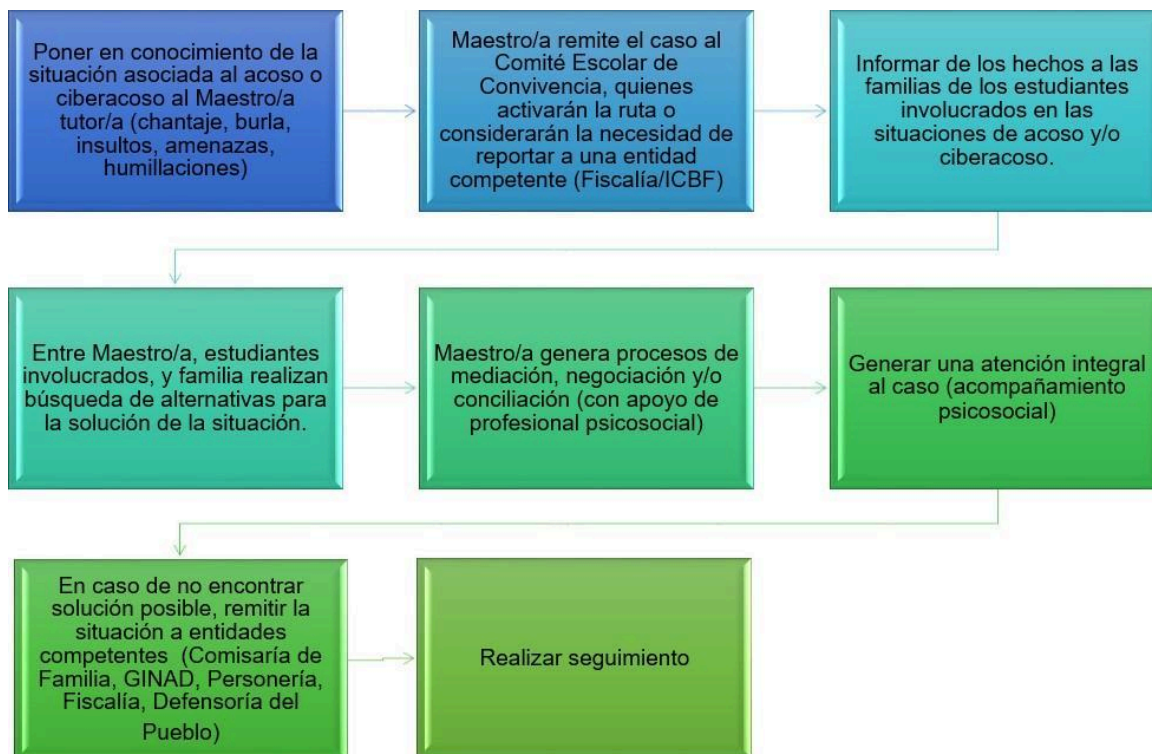 Poner en conocimiento de la
situación asociada al acoso o
ciberacoso al Maestro/a
tutor/a (chantaje, burla,
insultos, amenazas,
humillaciones)
Maestro/a remite el caso al
Comité Escolar de
Convivencia, quienes
activarán la ruta o
considerarán la necesidad de
reportar a una entidad
competente (Fiscalía/ICBF)
Informar de los hechos a las
familias de los estudiantes
involucrados en las
situaciones de acoso y/o
ciberacoso.
Entre Maestro/a, estudiantes
involucrados, y familia realizan
búsqueda de alternativas para
la solución de la situación.
Maestro/a genera procesos de
mediación, negociación y/o
conciliación (con apoyo de
profesional psicosocial)
Generar una atención integral
al caso (acompañamiento
psicosocial)
En caso de no encontrar
solución posible, remitir la
situación a entidades
competentes (Comisaría de
Familia, GINAD, Personería,
Fiscalía, Defensoría del
Pueblo)
Realizar seguimiento